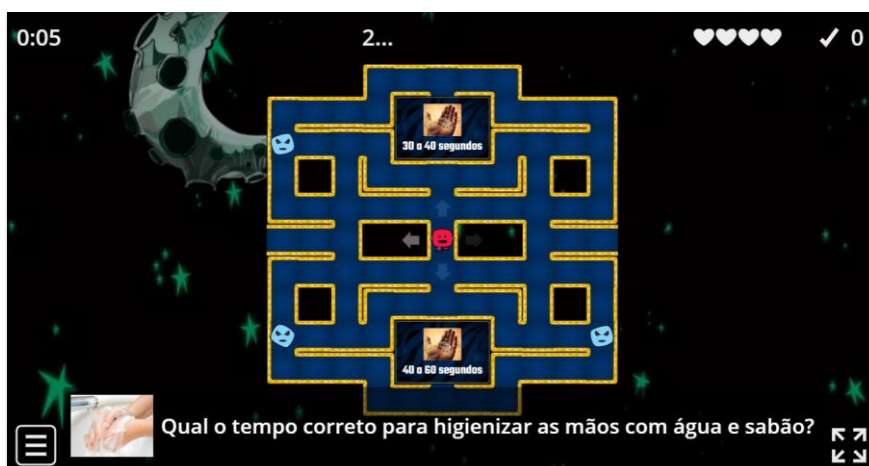 0:05
2...
0
30 a 40 segundos
40 a 60 segundos
Qual o tempo correto para higienizar as mãos com água e sabão?